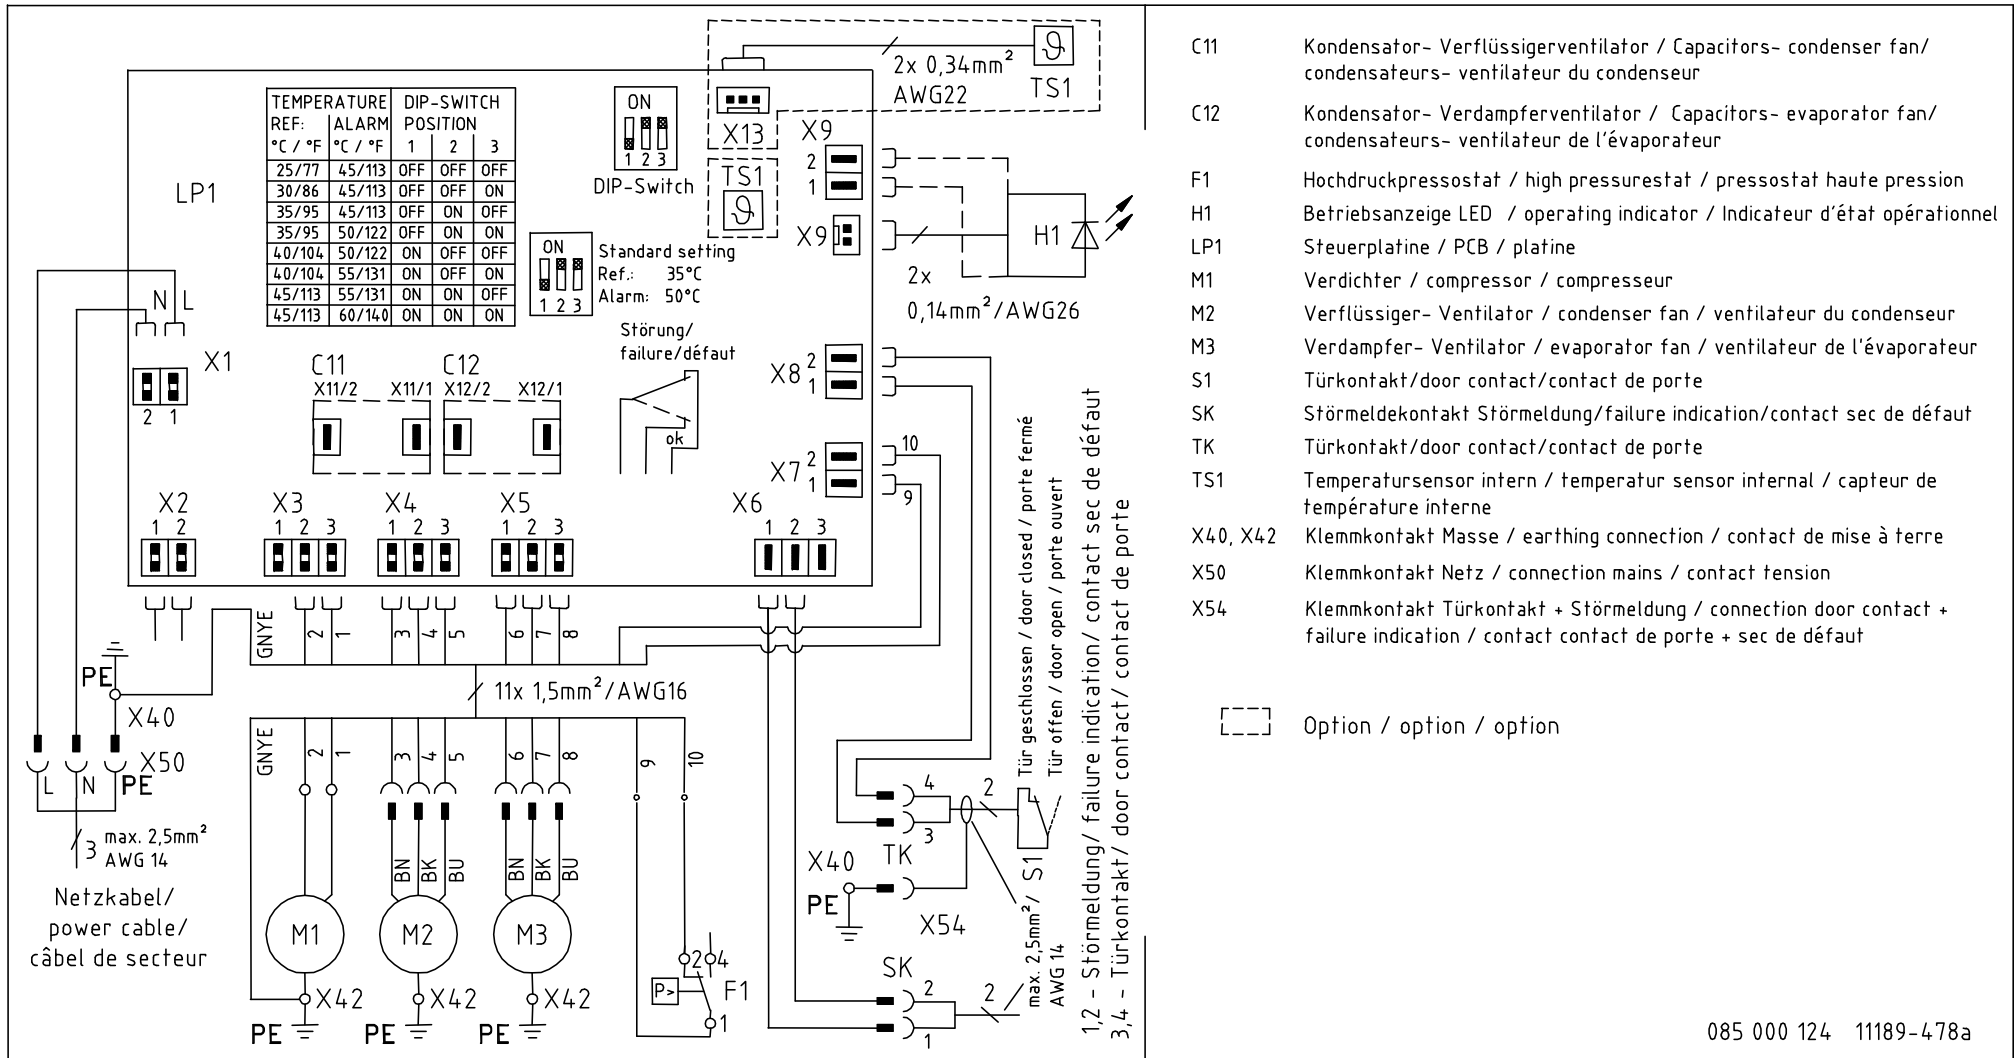 2x 0,34mm²
AWG22
TS1
X13
TS1
LP1
TEMPERATURE DIP-SWITCH
REF: ALARM POSITION
°C / °F °C / °F 1 2 3
25/77 45/113 OFF OFF OFF
30/86 45/113 OFF OFF ON
35/95 45/113 OFF ON OFF
35/95 50/122 OFF ON ON
40/104 50/122 ON OFF OFF
40/104 55/131 ON OFF ON
45/113 55/131 ON ON OFF
45/113 60/140 ON ON ON
ON
1 2 3
DIP-Switch
ON
1 2 3
Standard setting
Ref.: 35°C
Alarm: 50°C
X9
2
1
X9
H1
2x
0,14mm²/AWG26
N L
X1
2 1
C11
X11/2 X11/1
C12
X12/2 X12/1
Störung/
failure/défaut
ok
X8
2
1
X7
2
1
10
9
X2
1 2
X3
1 2 3
X4
1 2 3
X5
1 2 3
X6
1 2 3
GNYE 2 1 3 4 5 6 7 8
PE
X40
11x 1,5mm²/AWG16
GNYE 2 1 3 4 5 6 7 8 9 10
X50
L N PE
3 max. 2,5mm²
AWG 14
Netzkabel/
power cable/
câbel de secteur
BN BK BU
BN BK BU
M1 M2 M3
X42 X42 X42
PE PE PE
P>
2 4
F1
1
4
3
2
TK
S1
X40
PE
X54
SK
2
1
2
max. 2,5mm²/
AWG 14
Tür geschlossen / door closed / porte fermé
Tür offen / door open / porte ouvert
1,2 - Störmeldung/ failure indication/ contact sec de défaut
3,4 - Türkontakt/ door contact/ contact de porte
C11 Kondensator- Verflüssigerventilator / Capacitors- condenser fan/
condensateurs- ventilateur du condenseur
C12 Kondensator- Verdampferventilator / Capacitors- evaporator fan/
condensateurs- ventilateur de l'évaporateur
F1 Hochdruckpressostat / high pressurestat / pressostat haute pression
H1 Betriebsanzeige LED / operating indicator / Indicateur d'état opérationnel
LP1 Steuerplatine / PCB / platine
M1 Verdichter / compressor / compresseur
M2 Verflüssiger- Ventilator / condenser fan / ventilateur du condenseur
M3 Verdampfer- Ventilator / evaporator fan / ventilateur de l'évaporateur
S1 Türkontakt/door contact/contact de porte
SK Störmeldekontakt Störmeldung/failure indication/contact sec de défaut
TK Türkontakt/door contact/contact de porte
TS1 Temperatursensor intern / temperatur sensor internal / capteur de
température interne
X40, X42 Klemmkontakt Masse / earthing connection / contact de mise à terre
X50 Klemmkontakt Netz / connection mains / contact tension
X54 Klemmkontakt Türkontakt + Störmeldung / connection door contact +
failure indication / contact contact de porte + sec de défaut
Option / option / option
085 000 124 11189-478a